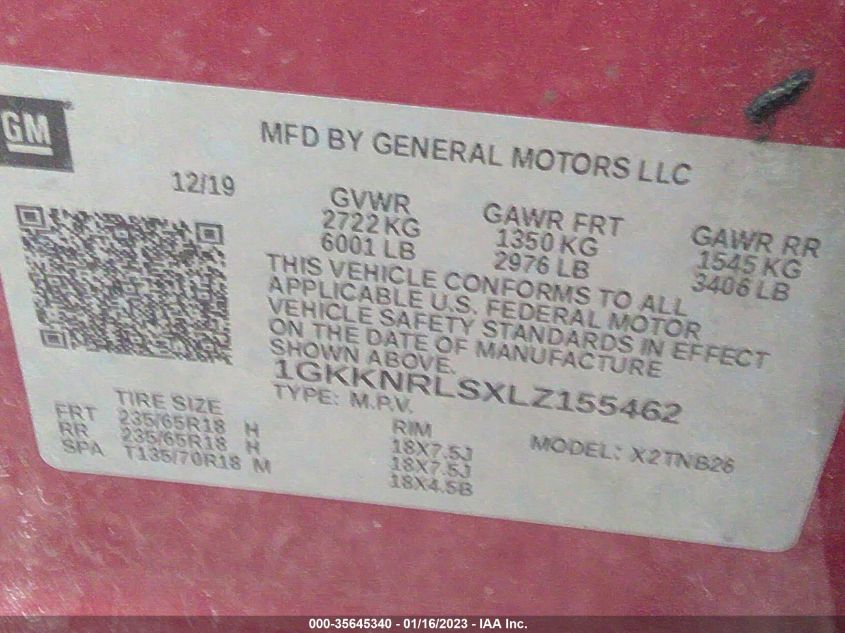 GM
MFD BY GENERAL MOTORS LLC
12/19
GVWR
2722 KG
6001 LB
GAWR FRT
1350 KG
2976 LB
GAWR RR
1545 KG
3406 LB
THIS VEHICLE CONFORMS TO ALL
APPLICABLE U.S. FEDERAL MOTOR
VEHICLE SAFETY STANDARDS IN EFFECT
ON THE DATE OF MANUFACTURE
SHOWN ABOVE.
1GKKNRLSXLZ155462
TYPE: M.P.V.
MODEL: X2TNB26
TIRE SIZE
RIM
FRT 235/65R18 H 18X7.5J
RR 235/65R18 H 18X7.5J
SPA T135/70R18 M 18X4.5B
000-35645340 - 01/16/2023 - IAA Inc.